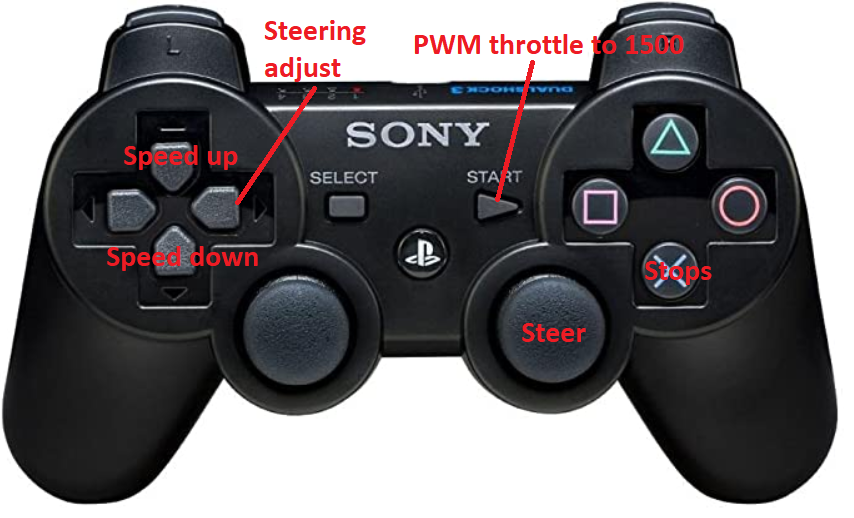 Steering
adjust
PWM throttle to 1500
L
DUALSHOCK 3
SONY
Speed up
SELECT
START
Speed down
Stops
Steer